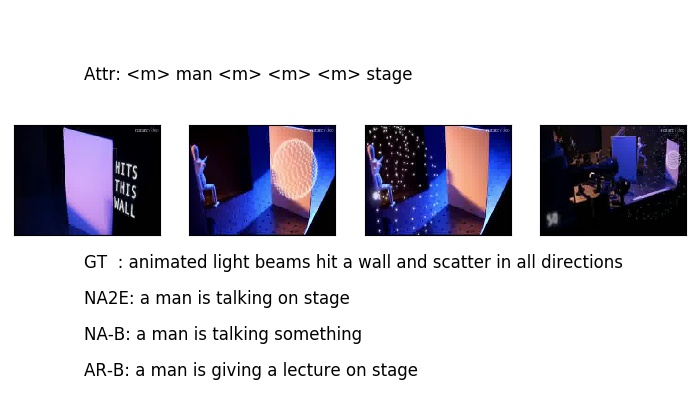 Attr: <m> man <m> <m> <m> stage
HITS
THIS
WALL
GT : animated light beams hit a wall and scatter in all directions
NA2E: a man is talking on stage
NA-B: a man is talking something
AR-B: a man is giving a lecture on stage